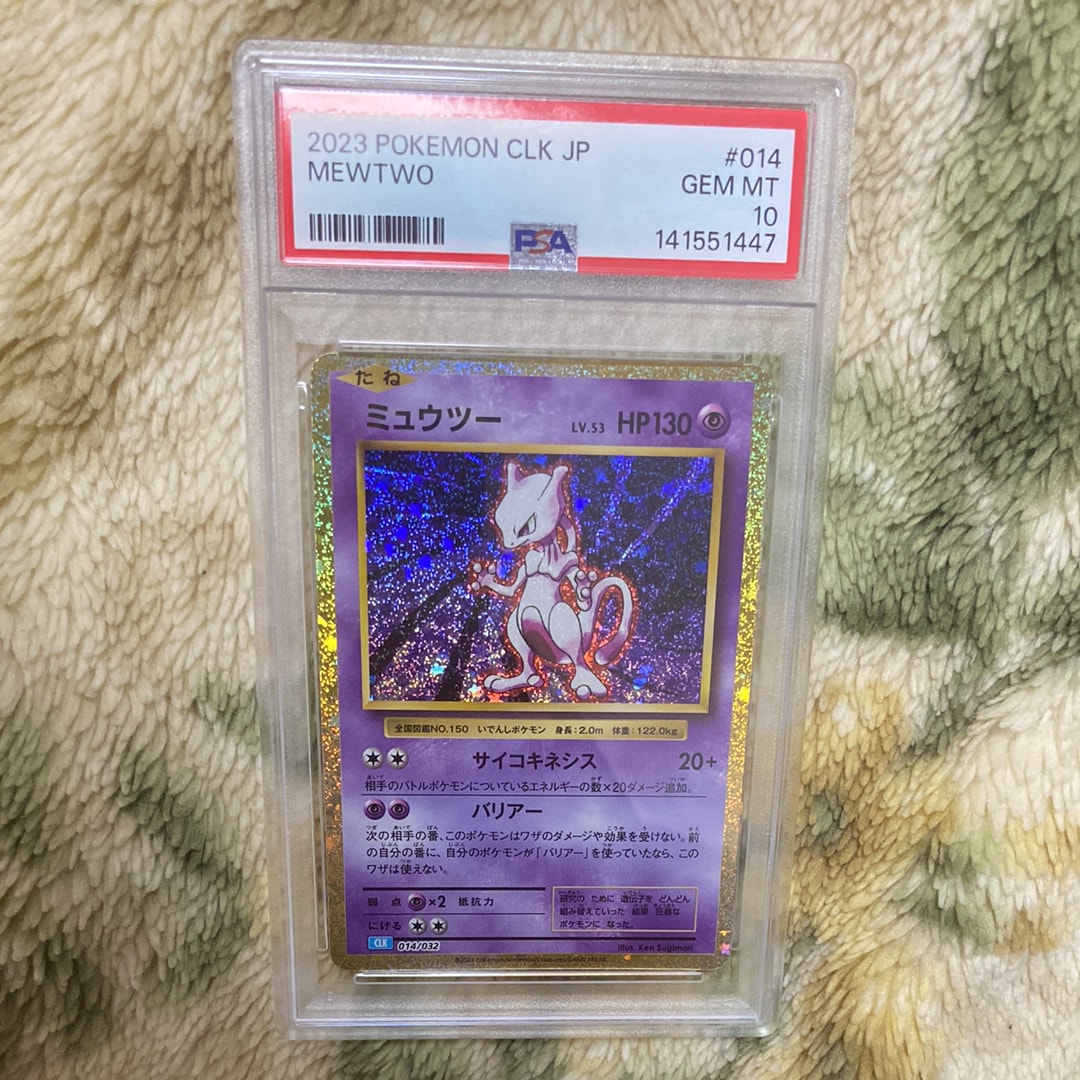 2023 POKEMON CLK JP #014
MEWTWO GEM MT
10
PSA 141551447
たね
ミュウツー LV.53 HP130
全国図鑑NO.150 いでんしポケモン 身長:2.0m 体重:122.0kg
サイコキネシス 20+
相手のバトルポケモンについているエネルギーの数×20ダメージ追加。
バリアー
次の相手の番、このポケモンはワザのダメージや効果を受けない。前
の自分の番に、自分のポケモンが「バリアー」を使っていたなら、この
ワザは使えない。
弱点 ×2 抵抗力
にげる
研究の ために 遺伝子を どんどん
組み替えていった 結果 狂暴な
ポケモンに なった。
CLK 014/032
Illus. Ken Sugimori
©2023 Pokémon/Nintendo/Creatures/GAME FREAK.